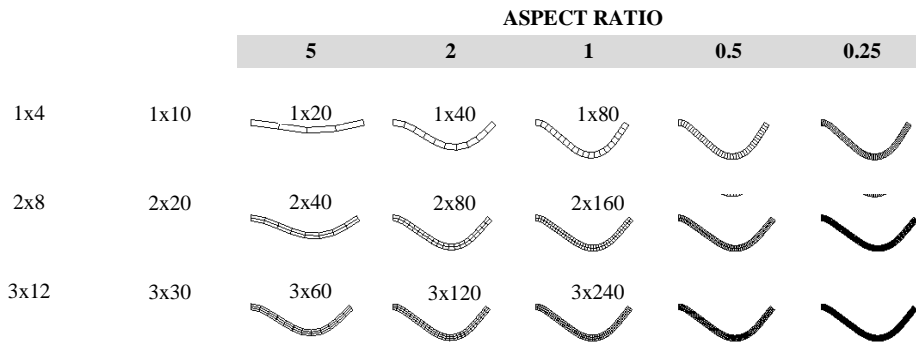 ASPECT RATIO
5 2 1 0.5 0.25
1x4 1x10 1x20 1x40 1x80
2x8 2x20 2x40 2x80 2x160
3x12 3x30 3x60 3x120 3x240